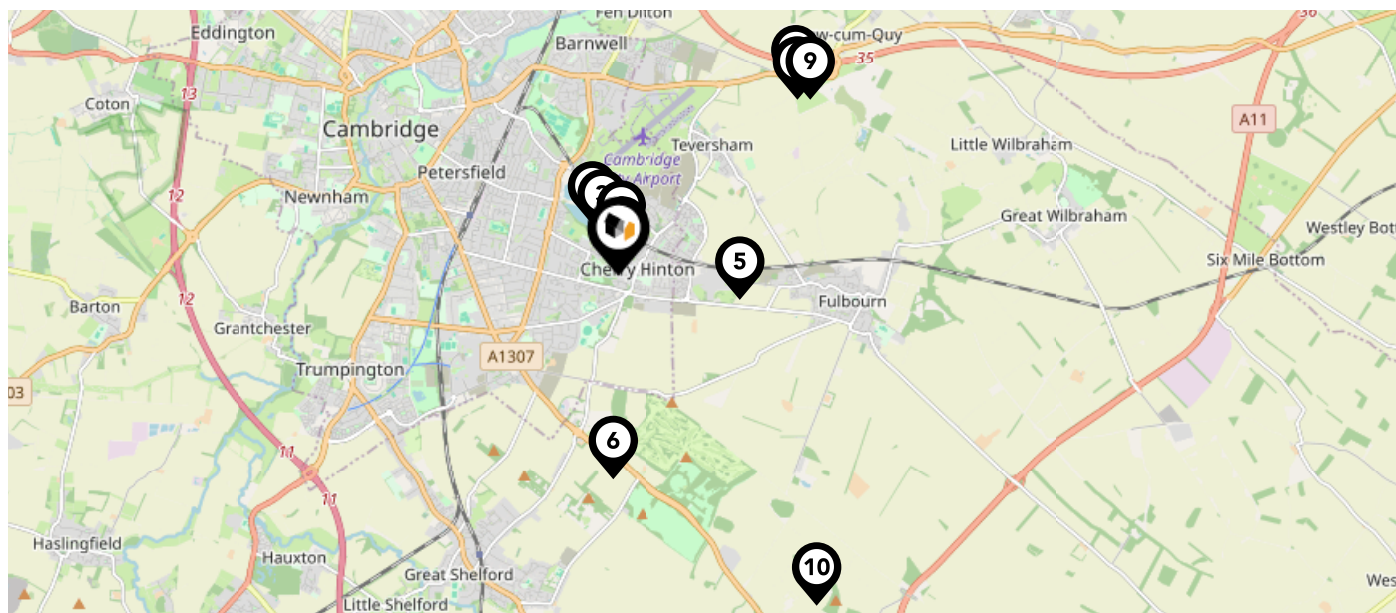 Fen Ditton
36
Eddington
Barnwell
w-cum-Quy
35
13
Coton
A11
Cambridge
Teversham
Little Wilbraham
Cambridge
y Airport
Petersfield
12
Newnham
Great Wilbraham
Westley Bot
5
Six Mile Bottom
Cherry Hinton
12
Barton
Fulbourn
Grantchester
A1307
Trumpington
03
6
11
11
Haslingfield
Hauxton
10
Great Shelford
Wes
Little Shelford
9